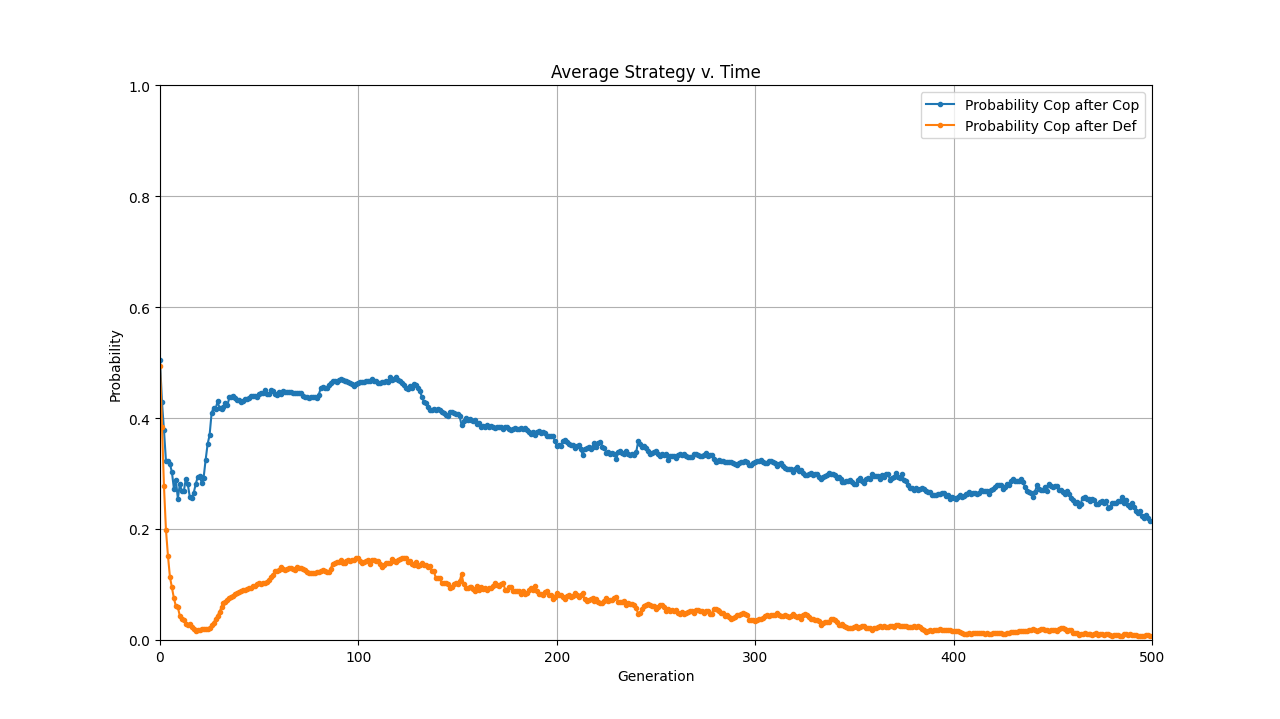 Average Strategy v. Time
Probability Cop after Cop
Probability Cop after Def
1.0
0.8
0.6
0.4
0.2
0.0
Probability
0 100 200 300 400 500
Generation